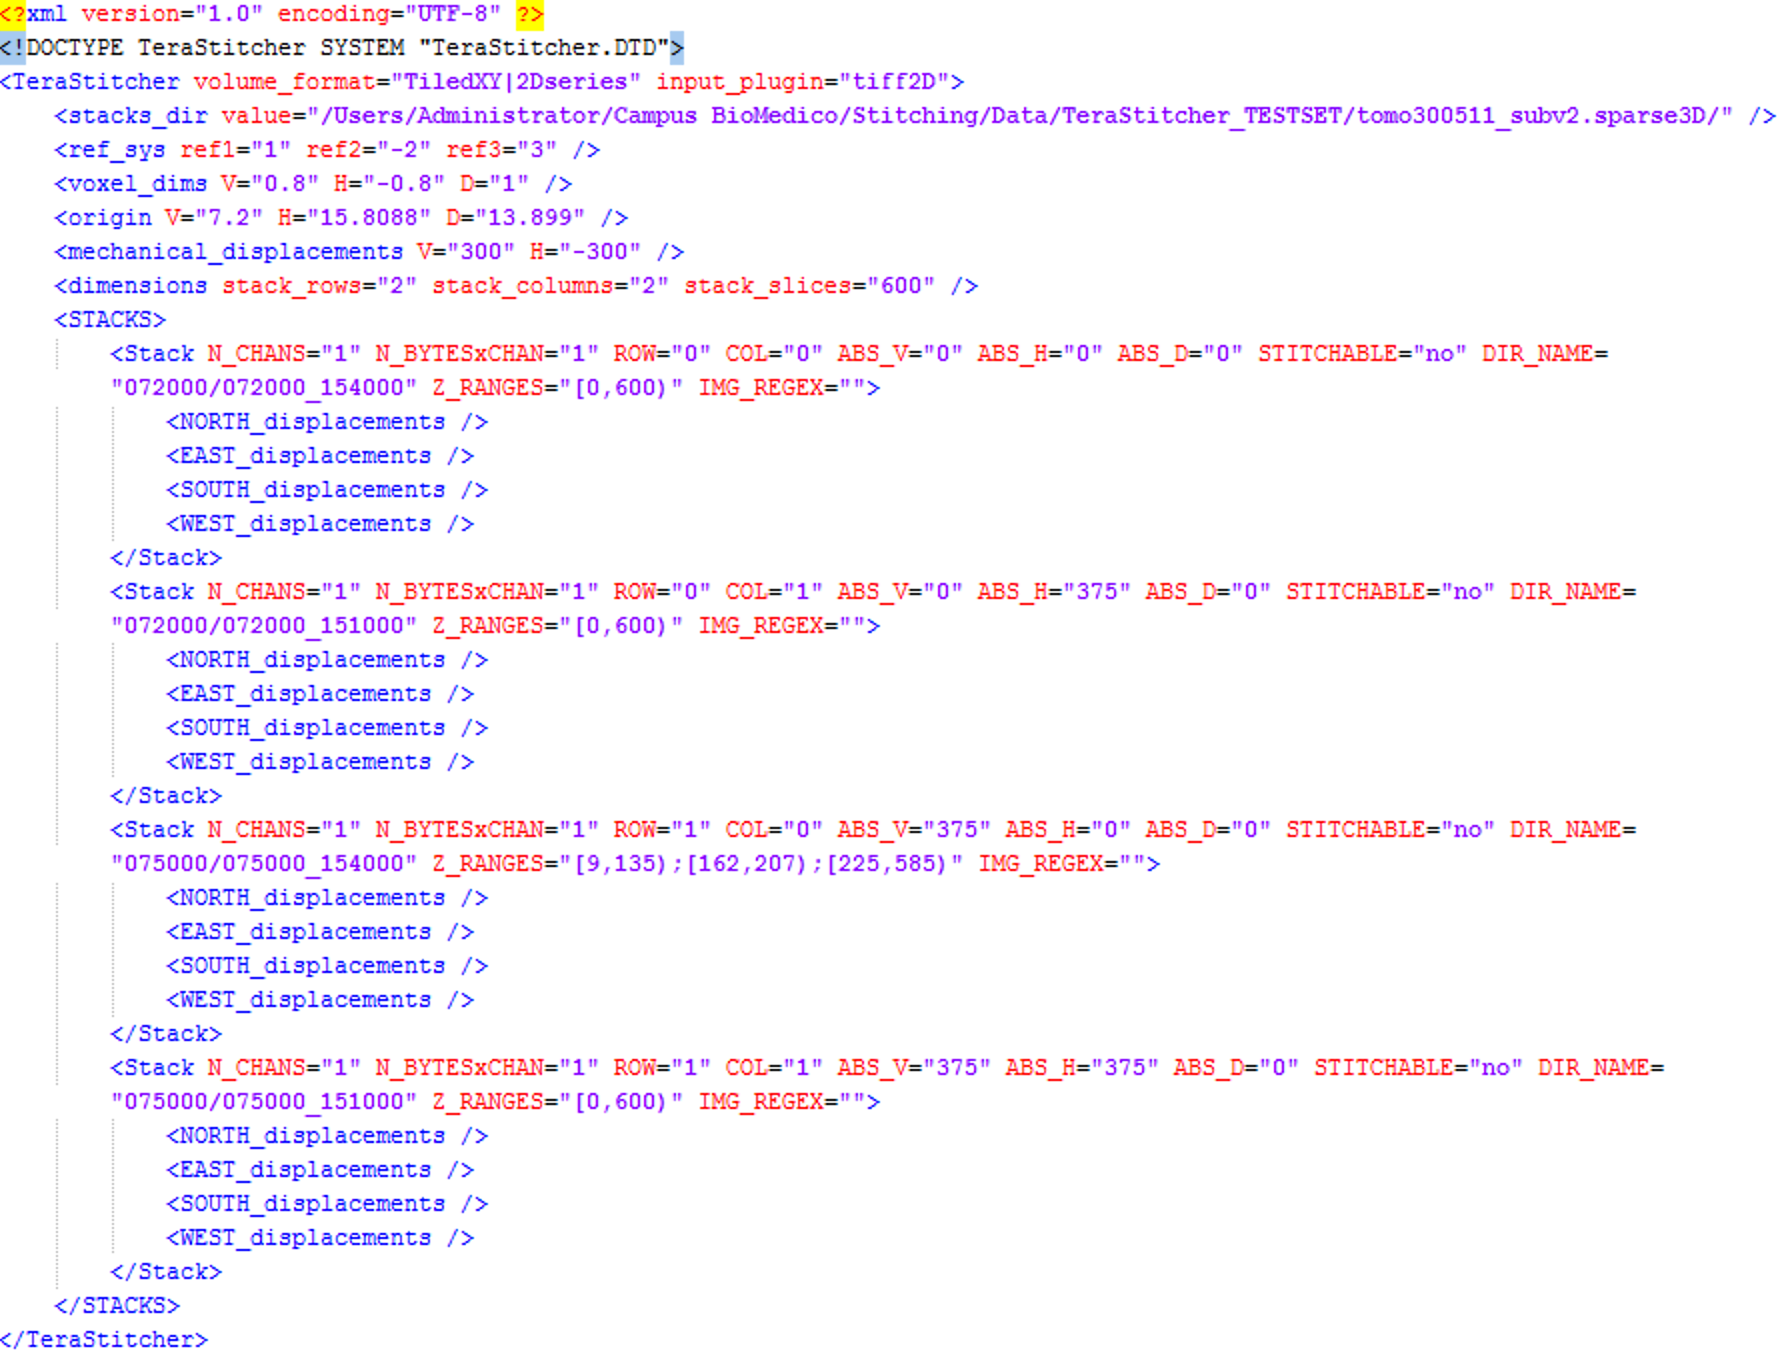 <?xml version="1.0" encoding="UTF-8" ?>
<!DOCTYPE TeraStitcher SYSTEM "TeraStitcher.DTD">
<TeraStitcher volume_format="TiledXY|2Dseries" input_plugin="tiff2D">
<stacks_dir value="/Users/Administrator/Campus BioMedico/Stitching/Data/TeraStitcher_TESTSET/tomo300511_subv2.sparse3D/" />
<ref_sys ref1="1" ref2="-2" ref3="3" />
<voxel_dims V="0.8" H="-0.8" D="1" />
<origin V="7.2" H="15.8088" D="13.899" />
<mechanical_displacements V="300" H="-300" />
<dimensions stack_rows="2" stack_columns="2" stack_slices="600" />
<STACKS>
<Stack N_CHANS="1" N_BYTESxCHAN="1" ROW="0" COL="0" ABS_V="0" ABS_H="0" ABS_D="0" STITCHABLE="no" DIR_NAME=
"072000/072000_154000" Z_RANGES="[0,600)" IMG_REGEX="">
<NORTH_displacements />
<EAST_displacements />
<SOUTH_displacements />
<WEST_displacements />
</Stack>
<Stack N_CHANS="1" N_BYTESxCHAN="1" ROW="0" COL="1" ABS_V="0" ABS_H="375" ABS_D="0" STITCHABLE="no" DIR_NAME=
"072000/072000_151000" Z_RANGES="[0,600)" IMG_REGEX="">
<NORTH_displacements />
<EAST_displacements />
<SOUTH_displacements />
<WEST_displacements />
</Stack>
<Stack N_CHANS="1" N_BYTESxCHAN="1" ROW="1" COL="0" ABS_V="375" ABS_H="0" ABS_D="0" STITCHABLE="no" DIR_NAME=
"075000/075000_154000" Z_RANGES="[9,135);[162,207);[225,585)" IMG_REGEX="">
<NORTH_displacements />
<EAST_displacements />
<SOUTH_displacements />
<WEST_displacements />
</Stack>
<Stack N_CHANS="1" N_BYTESxCHAN="1" ROW="1" COL="1" ABS_V="375" ABS_H="375" ABS_D="0" STITCHABLE="no" DIR_NAME=
"075000/075000_151000" Z_RANGES="[0,600)" IMG_REGEX="">
<NORTH_displacements />
<EAST_displacements />
<SOUTH_displacements />
<WEST_displacements />
</Stack>
</STACKS>
</TeraStitcher>